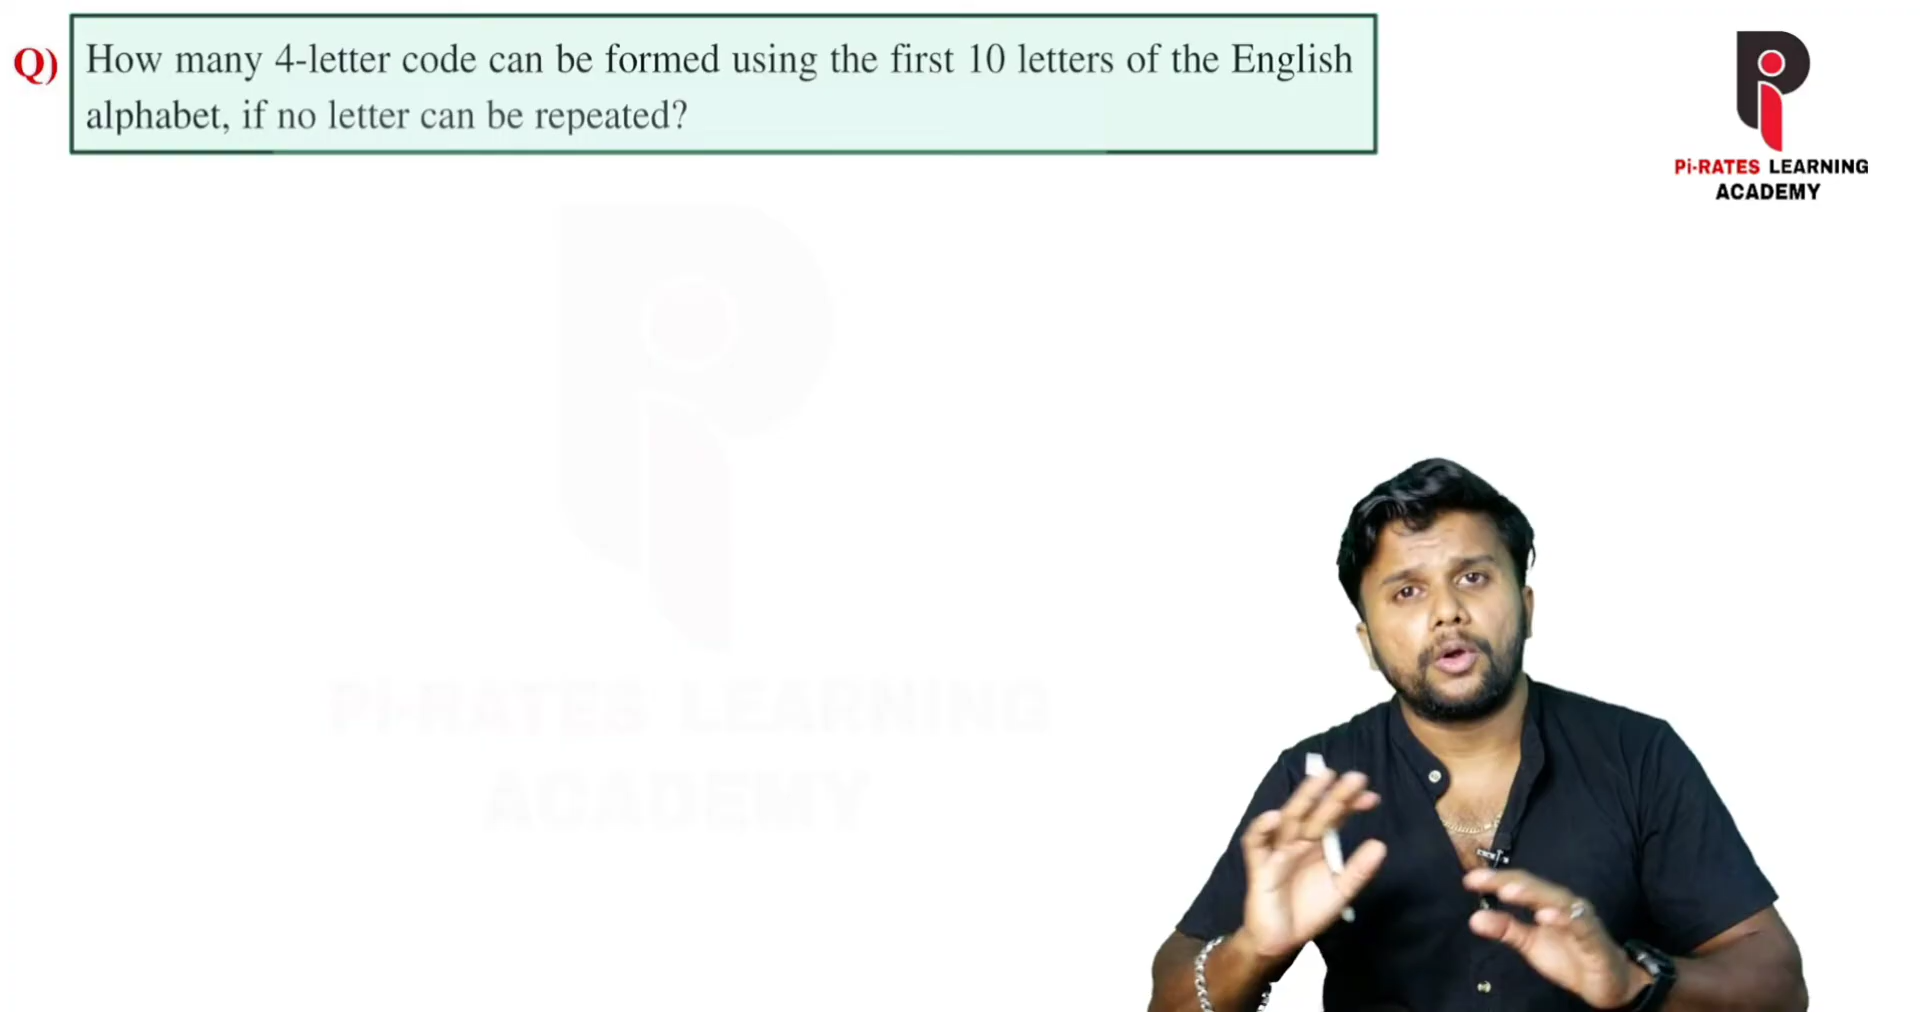 Q) How many 4-letter code can be formed using the first 10 letters of the English
alphabet, if no letter can be repeated?
Pi-RATES LEARNING
ACADEMY
Pi-RATES LEARNING
ACADEMY